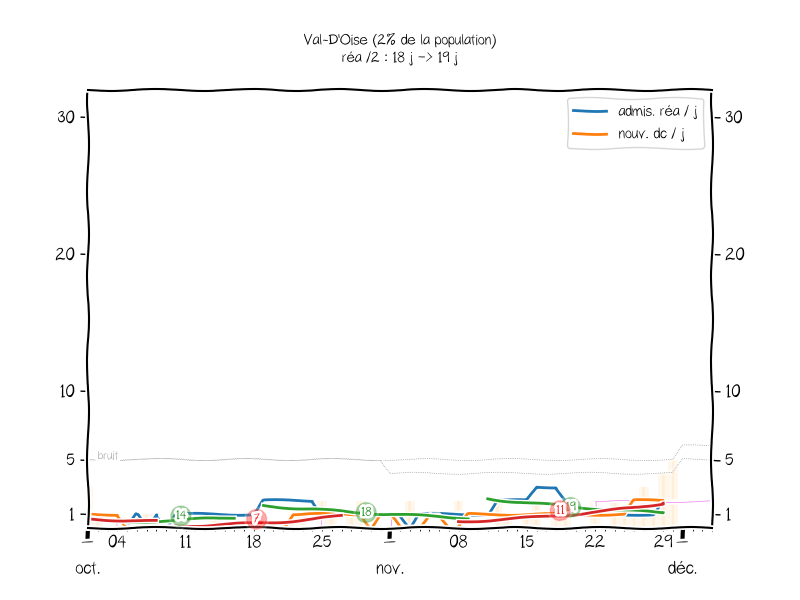 Val-D'Oise (2% de la population)
réa /2 : 18 j -> 19 j
admis. réa / j
nouv. dc / j
30 30
20 20
10 10
5 bruit 5
1 14 7 18 11 19 1
04 11 18 25 08 15 22 29
oct. nov. déc.